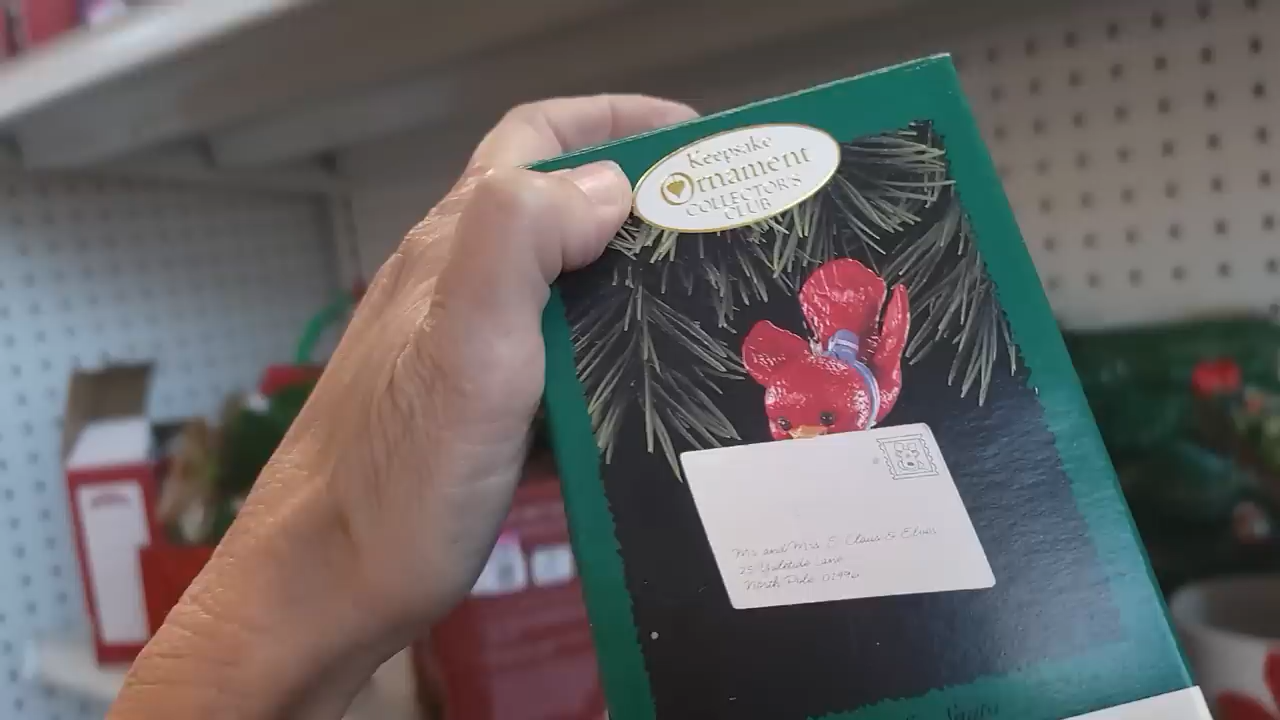 Keepsake
Ornament
COLLECTOR'S
CLUB
Mr. and Mrs. S. Claus & Elves
25 Yuletide Lane
North Pole